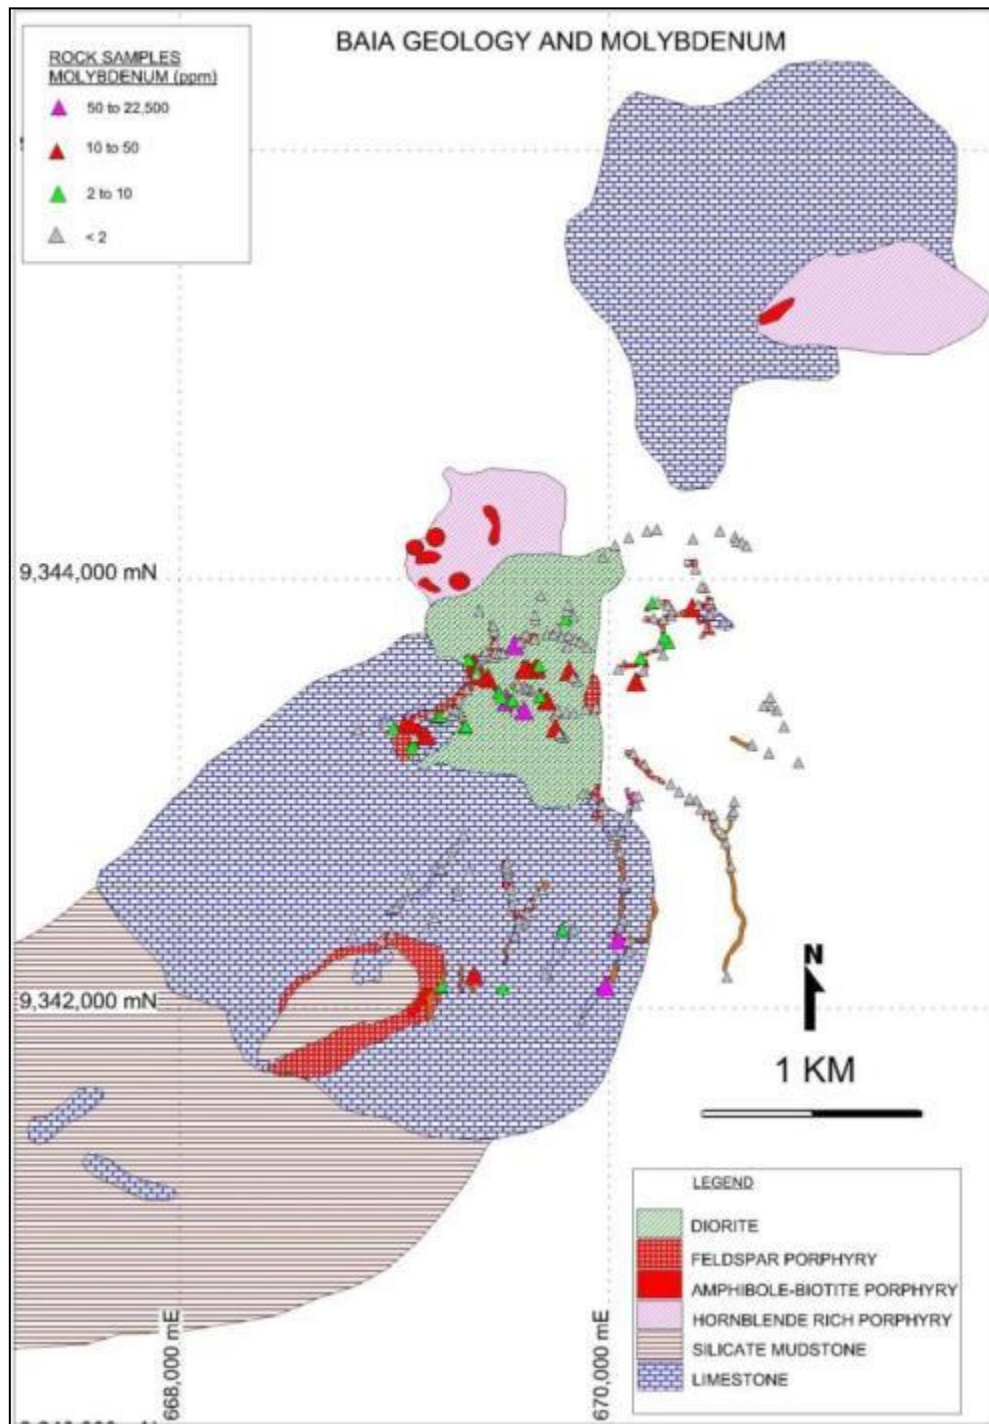 BAIA GEOLOGY AND MOLYBDENUM
ROCK SAMPLES
MOLYBDENUM (ppm)
50 to 22,500
10 to 50
2 to 10
< 2
9,344,000 mN
9,342,000 mN
N
1 KM
668,000 mE
670,000 mE
LEGEND
DIORITE
FELDSPAR PORPHYRY
AMPHIBOLE-BIOTITE PORPHYRY
HORNBLENDE RICH PORPHYRY
SILICATE MUDSTONE
LIMESTONE